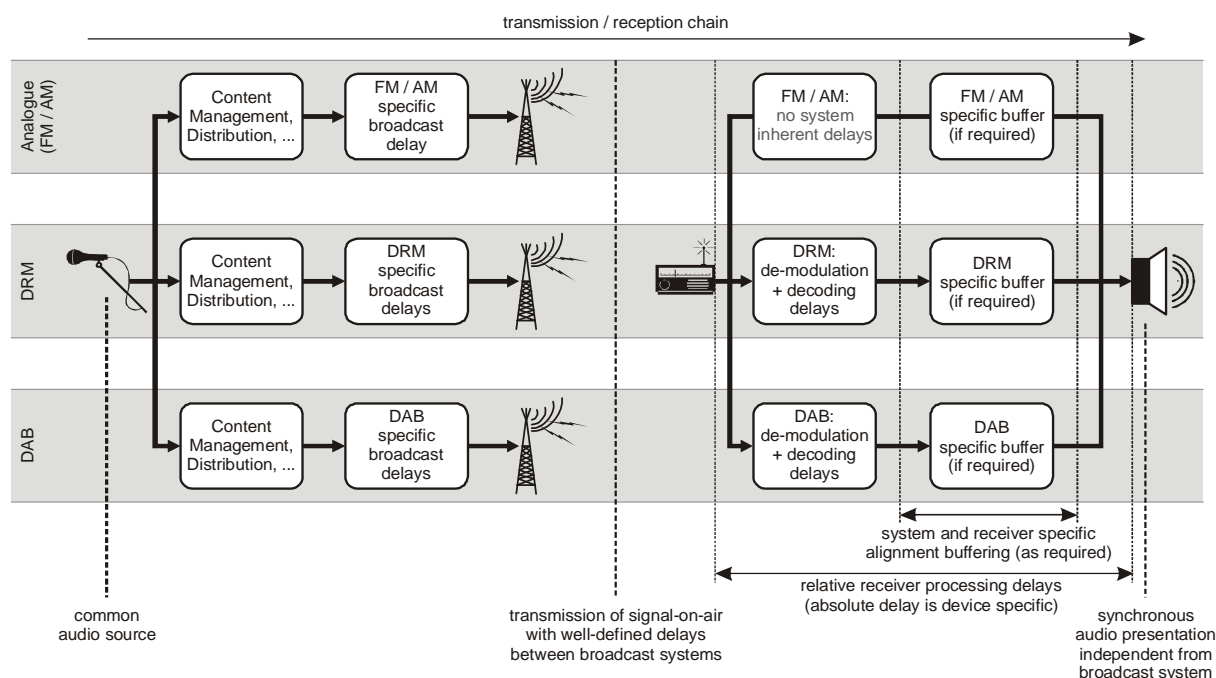 transmission / reception chain
Analogue
(FM / AM)
Content
Management,
Distribution, ...
FM / AM
specific
broadcast
delay
FM / AM:
no system
inherent delays
FM / AM
specific buffer
(if required)
DRM
Content
Management,
Distribution, ...
DRM
specific
broadcast
delays
DRM:
de-modulation
+ decoding
delays
DRM
specific buffer
(if required)
DAB
Content
Management,
Distribution, ...
DAB
specific
broadcast
delays
DAB:
de-modulation
+ decoding
delays
DAB
specific buffer
(if required)
system and receiver specific
alignment buffering (as required)
relative receiver processing delays
(absolute delay is device specific)
common
audio source
transmission of signal-on-air
with well-defined delays
between broadcast systems
synchronous
audio presentation
independent from
broadcast system